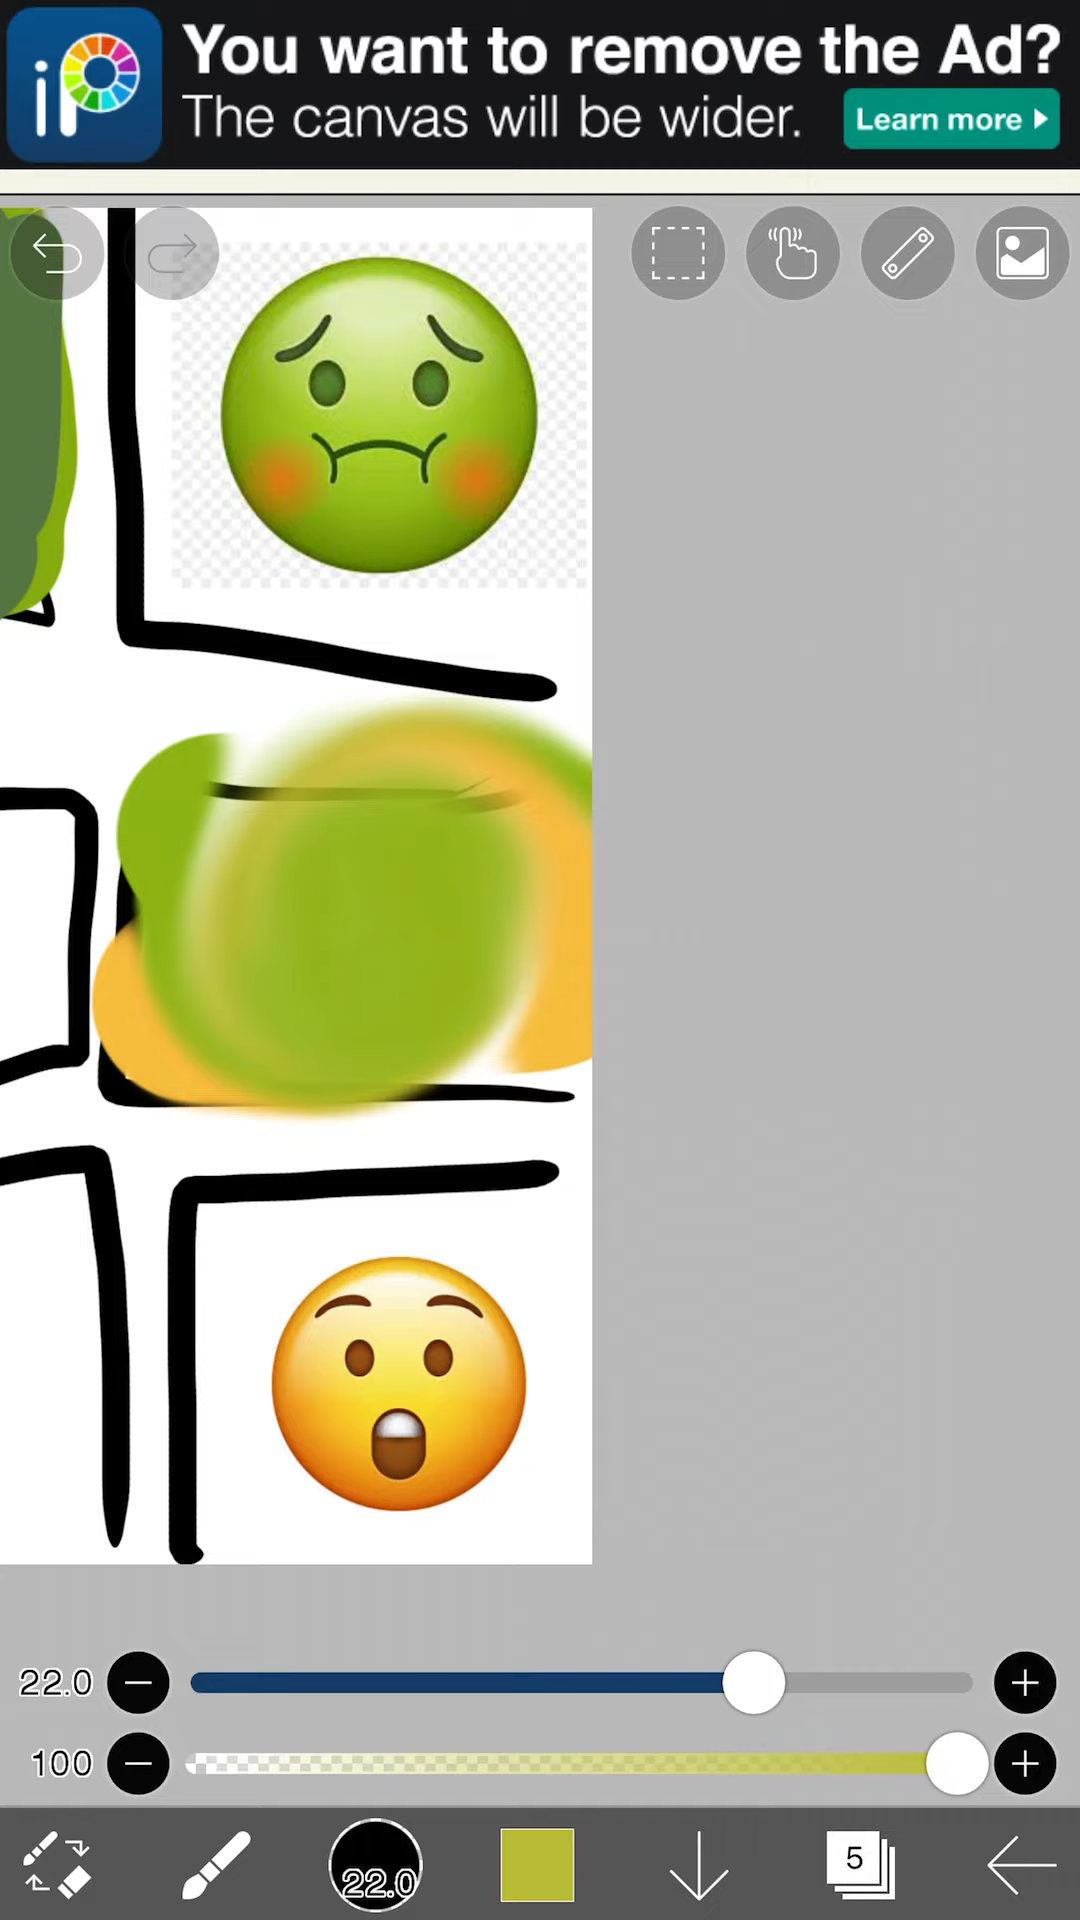 iP
You want to remove the Ad?
The canvas will be wider.
Learn more
22.0
100
22.0
5